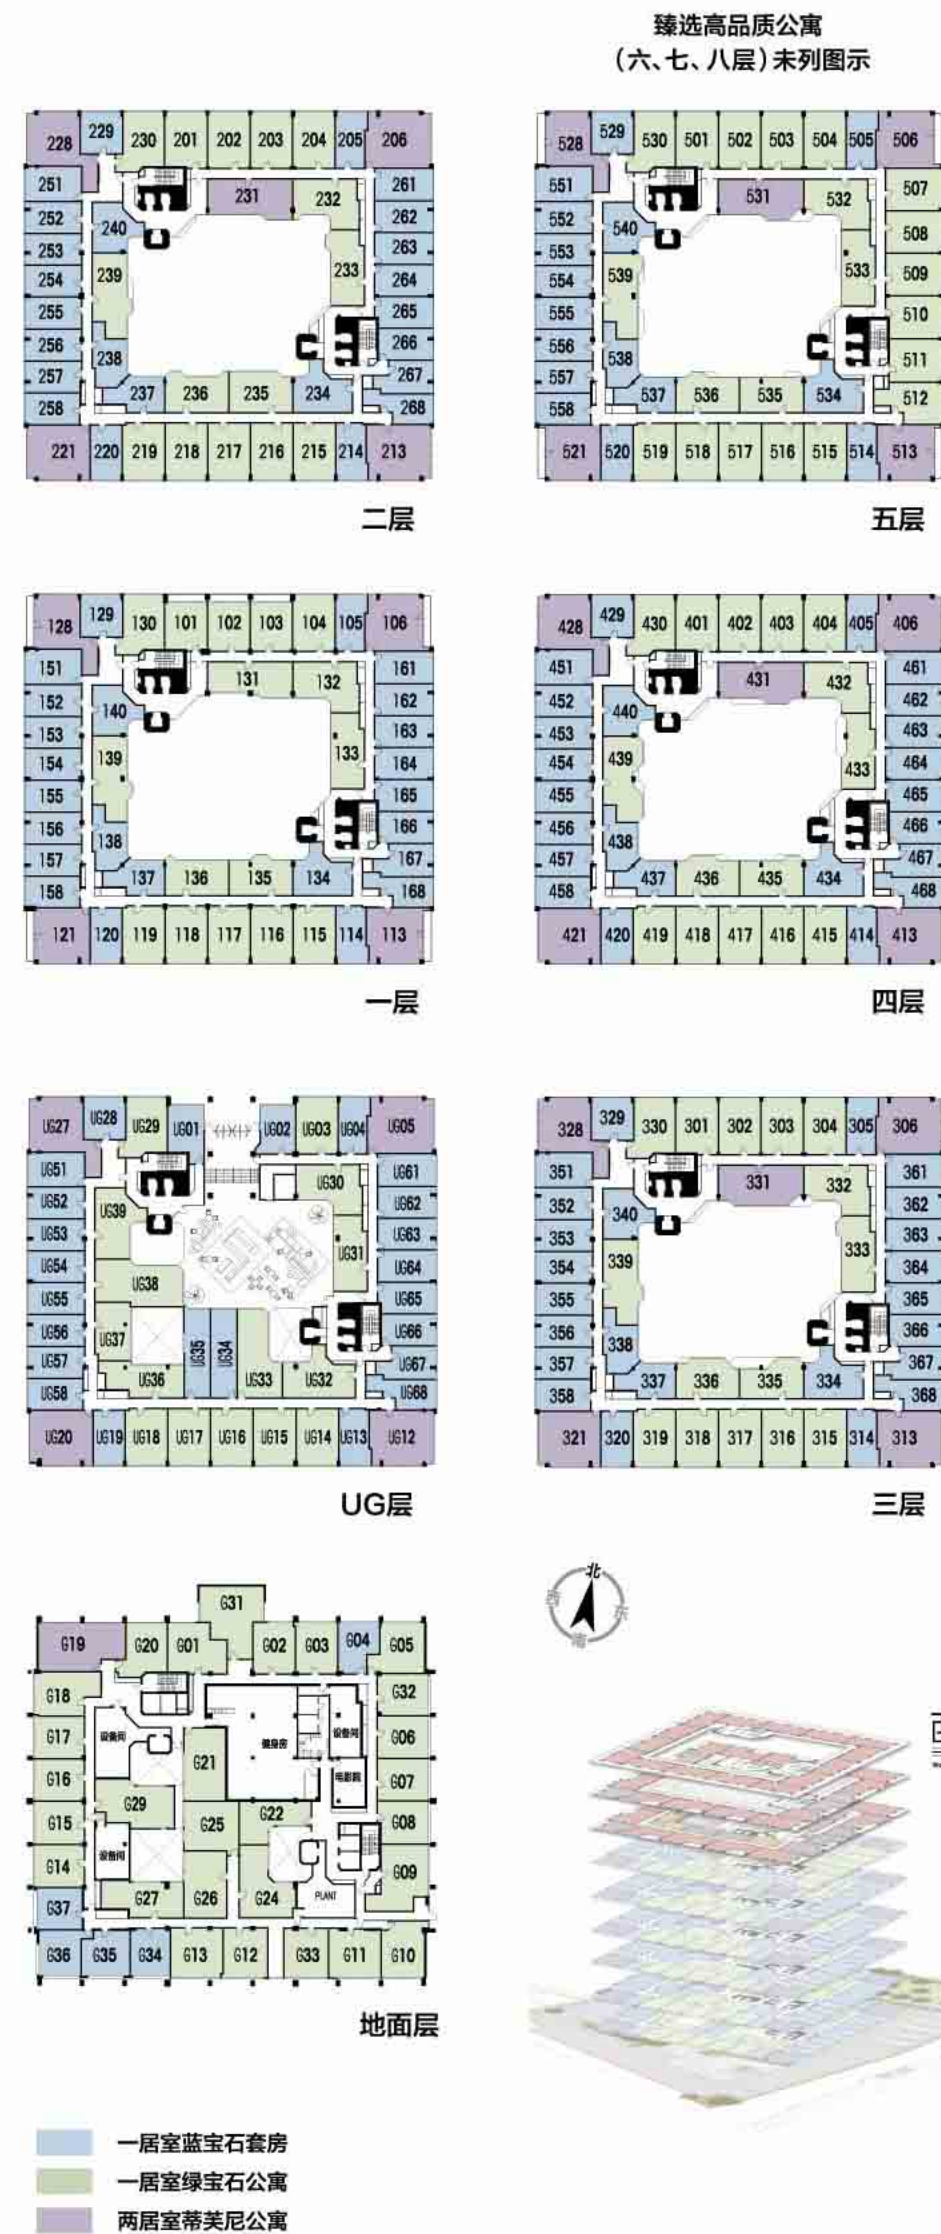 臻选高品质公寓
（六、七、八层）未列图示
228 229 230 201 202 203 204 205 206
251 231 232 261
252 240 262
253 263
254 239 233 264
255 265
256 238 266
257 237 236 235 234 267
258 268
221 220 219 218 217 216 215 214 213
二层
528 529 530 501 502 503 504 505 506
551 531 532 507
552 540 508
553
554 539 533 509
555 510
556 538
557 537 536 535 534 511
558 512
521 520 519 518 517 516 515 514 513
五层
128 129 130 101 102 103 104 105 106
151 131 132 161
152 140 162
153 163
154 139 133 164
155 165
156 138 166
157 137 136 135 134 167
158 168
121 120 119 118 117 116 115 114 113
一层
428 429 430 401 402 403 404 405 406
451 431 432 461
452 440 462
453 463
454 439 433 464
455 465
456 438 466
457 437 436 435 434 467
458 468
421 420 419 418 417 416 415 414 413
四层
UG27 UG28 UG29 UG01 UG02 UG03 UG04 UG05
UG51 UG30 UG61
UG52 UG39 UG62
UG53 UG31 UG63
UG54 UG38 UG64
UG55 UG65
UG56 UG37 UG35 UG34 UG66
UG57 UG36 UG33 UG32 UG67
UG58 UG68
UG20 UG19 UG18 UG17 UG16 UG15 UG14 UG13 UG12
UG层
328 329 330 301 302 303 304 305 306
351 331 332 361
352 340 362
353 363
354 339 333 364
355 365
356 338 366
357 337 336 335 334 367
358 368
321 320 319 318 317 316 315 314 313
三层
G31
G19 G20 G01 G02 G03 G04 G05
G18 G32
G17 设备间 健身房 设备间 G06
G16 G21 电影院 G07
G15 G29 G25 G22 G08
G14 设备间 G09
G37 G27 G26 G24 PLANT
G36 G35 G34 G13 G12 G33 G11 G10
地面层
北
西 东
南
一居室蓝宝石套房
一居室绿宝石公寓
两居室蒂芙尼公寓